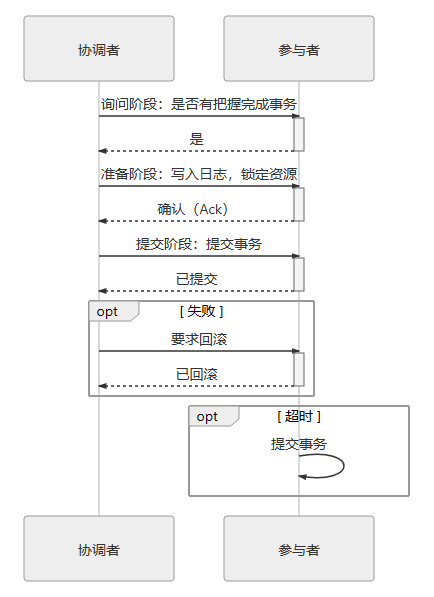 协调者
参与者
询问阶段：是否有把握完成事务
是
准备阶段：写入日志，锁定资源
确认（Ack）
提交阶段：提交事务
已提交
opt
[ 失败 ]
要求回滚
已回滚
opt
[ 超时 ]
提交事务
协调者
参与者